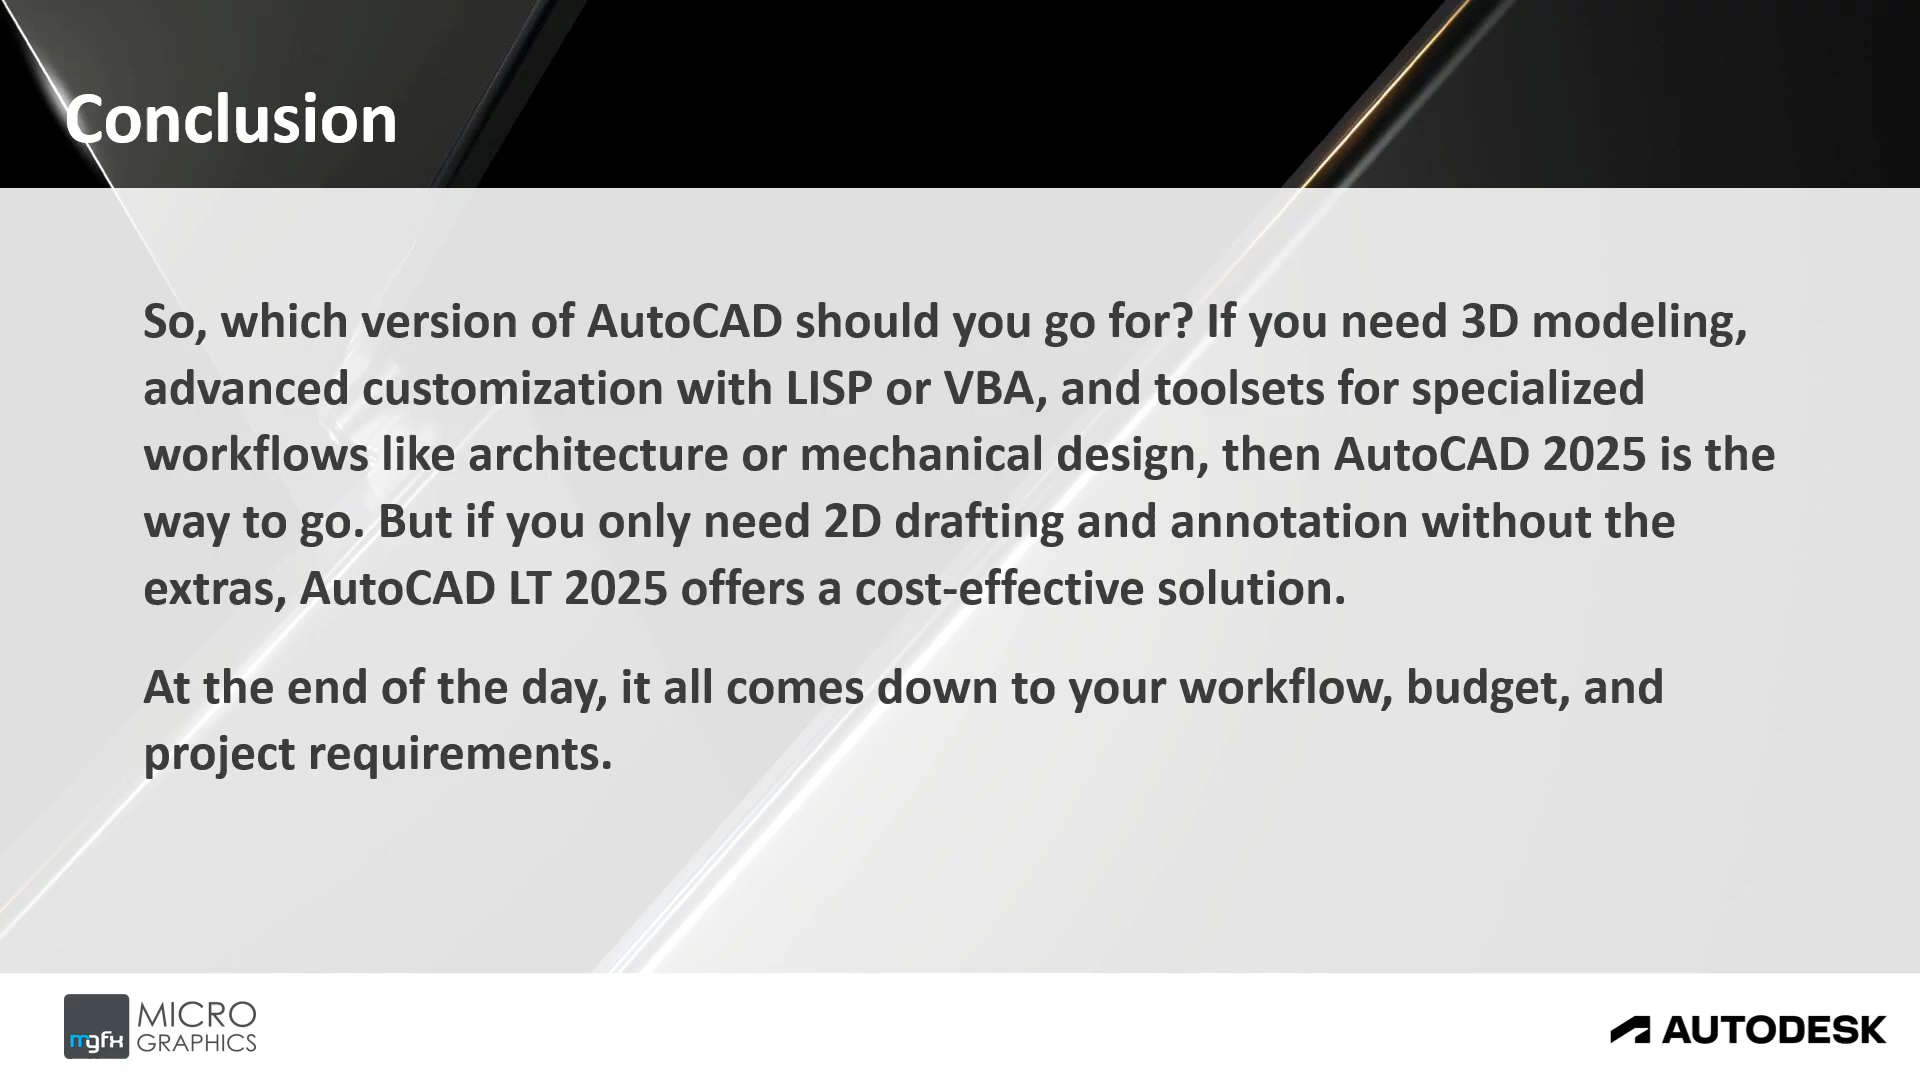 Conclusion
So, which version of AutoCAD should you go for? If you need 3D modeling,
advanced customization with LISP or VBA, and toolsets for specialized
workflows like architecture or mechanical design, then AutoCAD 2025 is the
way to go. But if you only need 2D drafting and annotation without the
extras, AutoCAD LT 2025 offers a cost-effective solution.
At the end of the day, it all comes down to your workflow, budget, and
project requirements.
mgfx
MICRO
GRAPHICS
AUTODESK